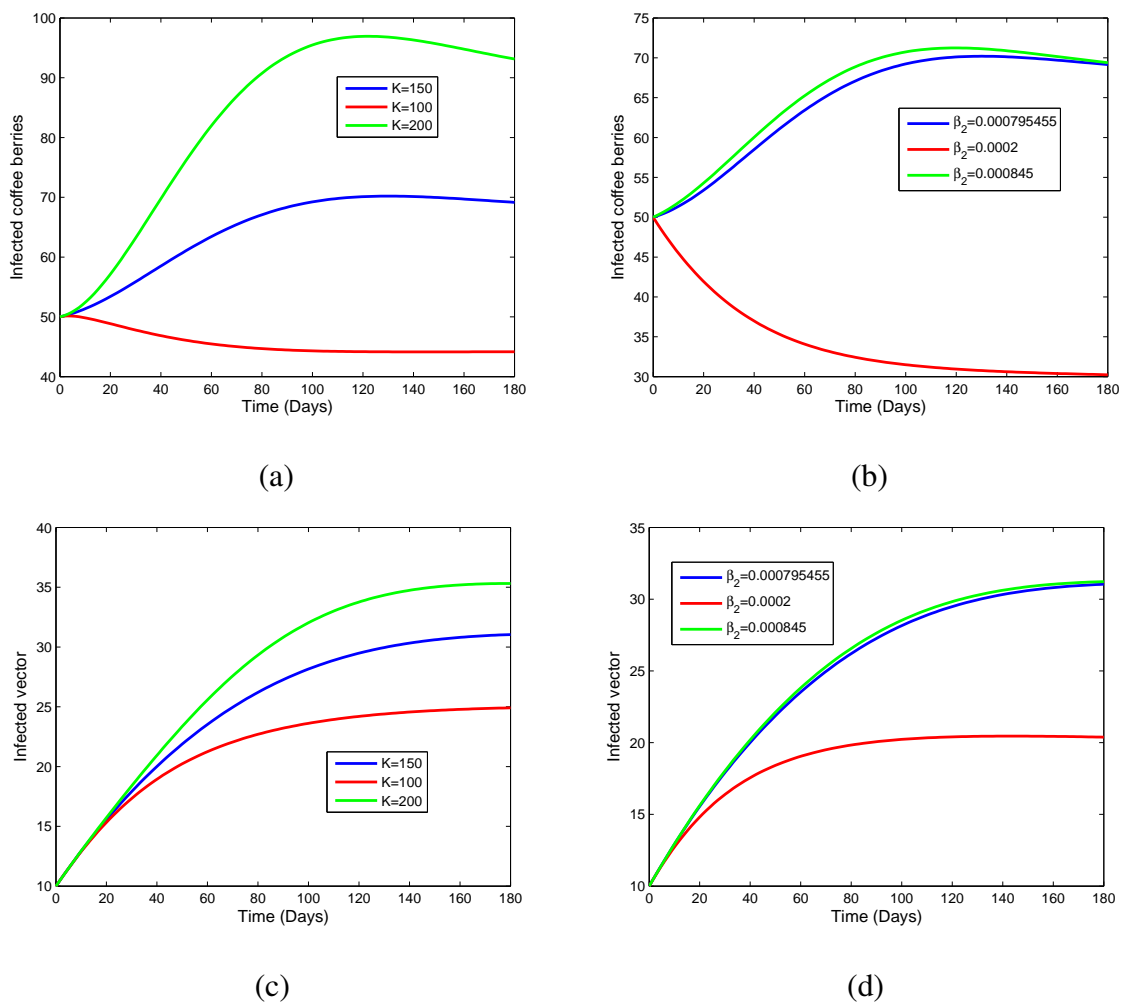 100
90
80
70
60
50
40
0 20 40 60 80 100 120 140 160 180
Infected coffee berries
Time (Days)
K=150
K=100
K=200
(a)
75
70
65
60
55
50
45
40
35
30
0 20 40 60 80 100 120 140 160 180
Infected coffee berries
Time (Days)
β₂=0.000795455
β₂=0.0002
β₂=0.000845
(b)
40
35
30
25
20
15
10
0 20 40 60 80 100 120 140 160 180
Infected vector
Time (Days)
K=150
K=100
K=200
(c)
35
30
25
20
15
10
0 20 40 60 80 100 120 140 160 180
Infected vector
Time (Days)
β₂=0.000795455
β₂=0.0002
β₂=0.000845
(d)